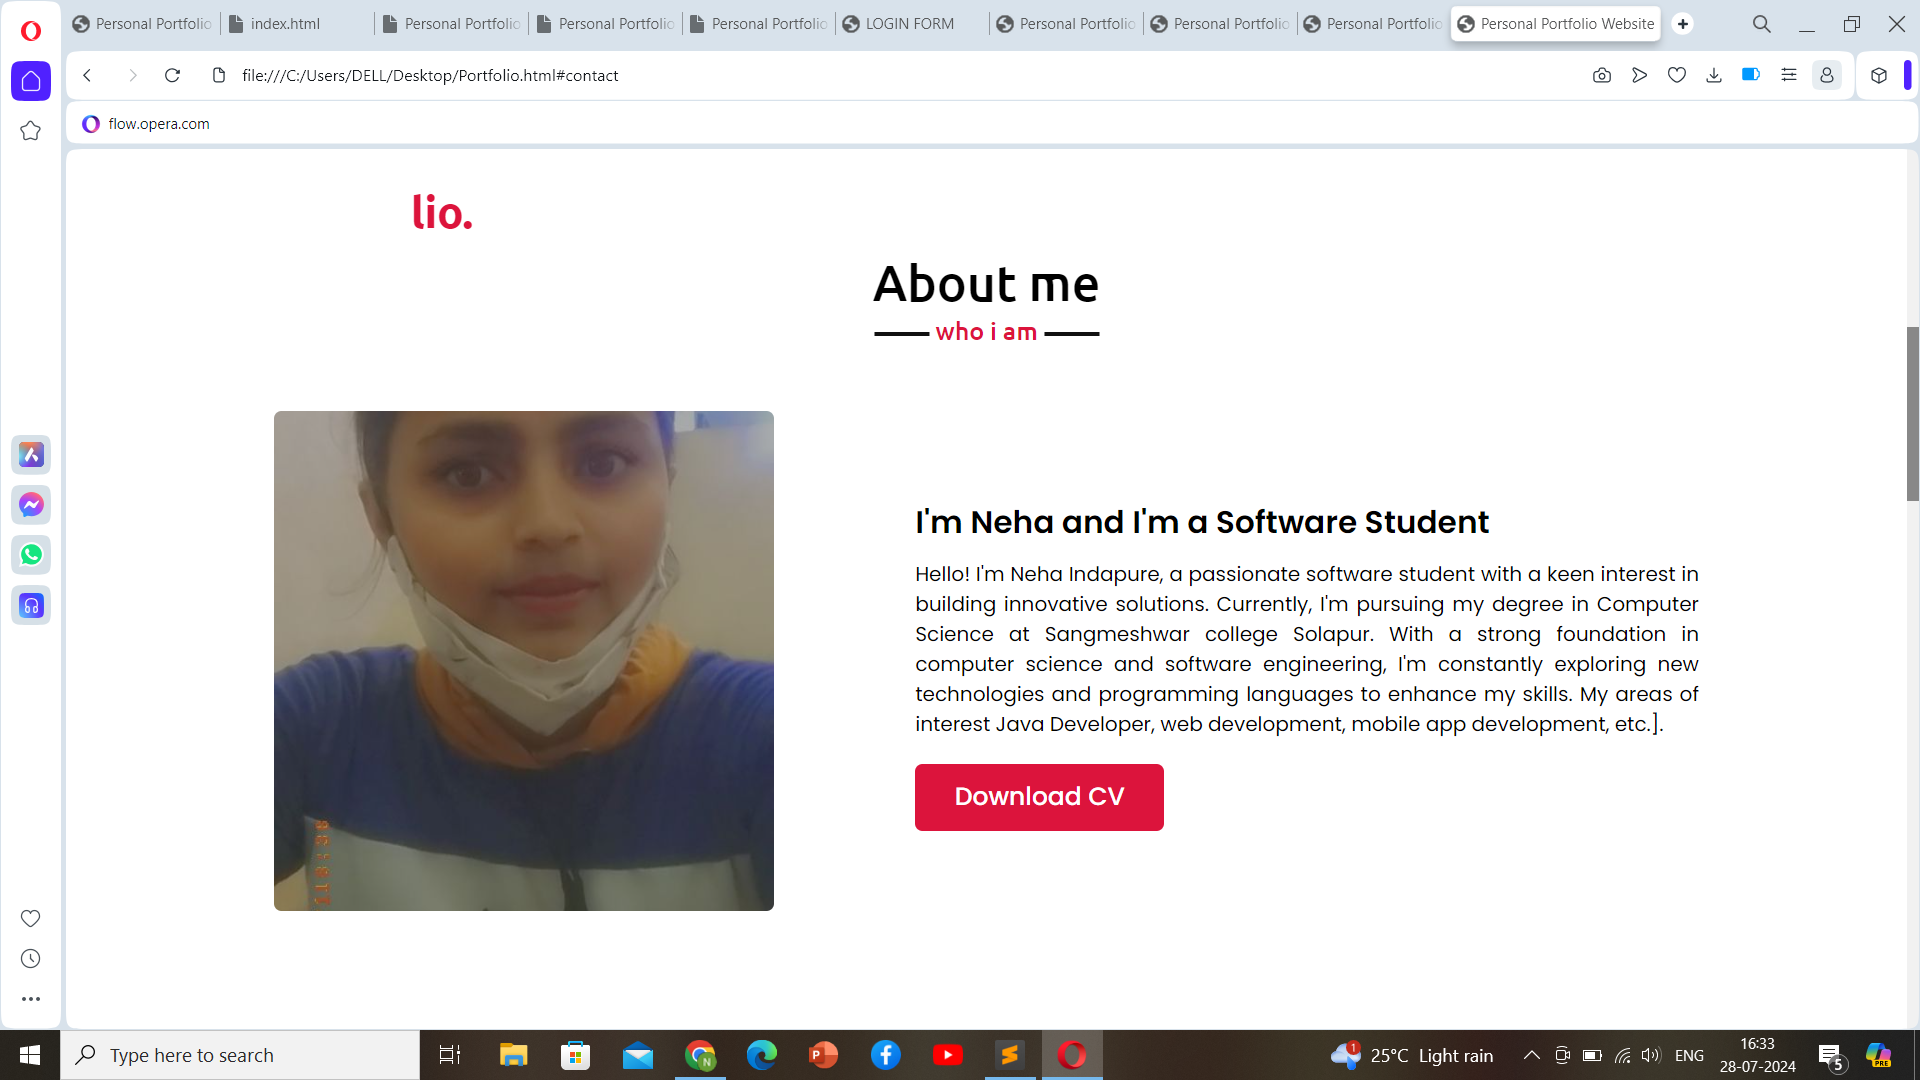 Personal Portfolio
index.html
Personal Portfolio
Personal Portfolio
Personal Portfolio
LOGIN FORM
Personal Portfolio
Personal Portfolio
Personal Portfolio
Personal Portfolio Website
file:///C:/Users/DELL/Desktop/Portfolio.html#contact
flow.opera.com
lio.
About me
who i am
I'm Neha and I'm a Software Student
Hello! I'm Neha Indapure, a passionate software student with a keen interest in
building innovative solutions. Currently, I'm pursuing my degree in Computer
Science at Sangmeshwar college Solapur. With a strong foundation in
computer science and software engineering, I'm constantly exploring new
technologies and programming languages to enhance my skills. My areas of
interest Java Developer, web development, mobile app development, etc.].
Download CV
Type here to search
N
P
1
25°C Light rain
ENG
16:33
28-07-2024
5
PRE